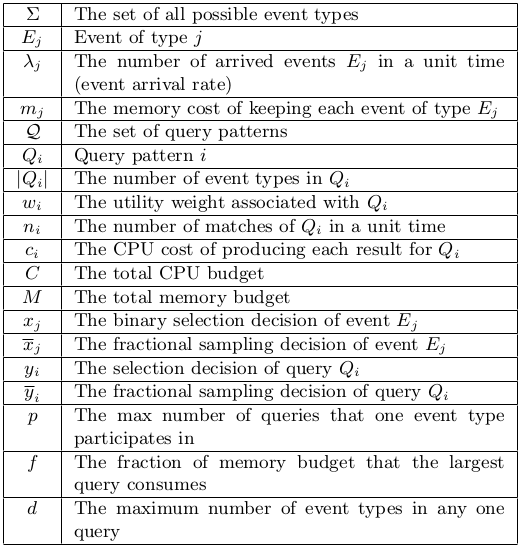 Σ The set of all possible event types
E_j Event of type j
λ_j The number of arrived events E_j in a unit time
(event arrival rate)
m_j The memory cost of keeping each event of type E_j
𝒬 The set of query patterns
Q_i Query pattern i
|Q_i| The number of event types in Q_i
w_i The utility weight associated with Q_i
n_i The number of matches of Q_i in a unit time
c_i The CPU cost of producing each result for Q_i
C The total CPU budget
M The total memory budget
x_j The binary selection decision of event E_j
x̅_j The fractional sampling decision of event E_j
y_i The selection decision of query Q_i
y̅_i The fractional sampling decision of query Q_i
p The max number of queries that one event type
participates in
f The fraction of memory budget that the largest
query consumes
d The maximum number of event types in any one
query